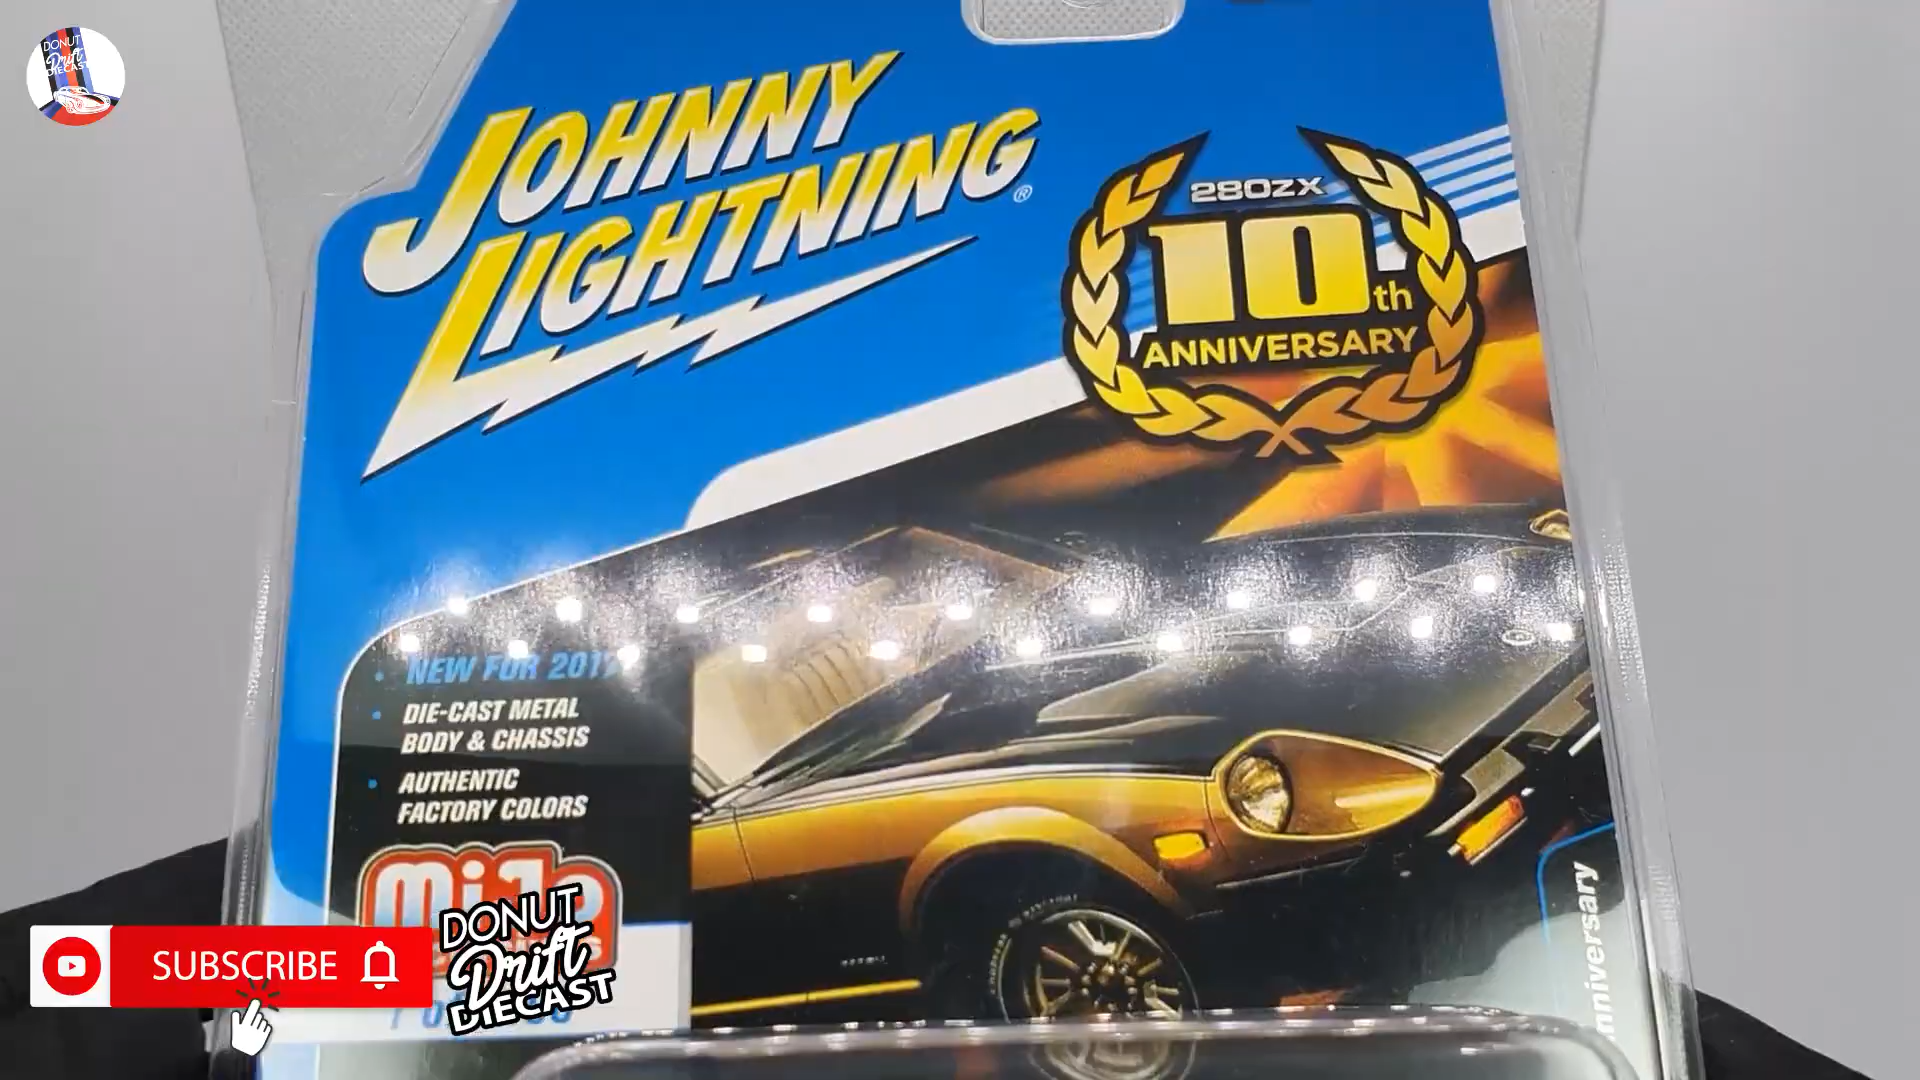 DONUT
Drift
DIECAST
JOHNNY
LIGHTNING®
280ZX
10th
ANNIVERSARY
• NEW FOR 2017
• DIE-CAST METAL
BODY & CHASSIS
• AUTHENTIC
FACTORY COLORS
MiJo
SUBSCRIBE
DONUT
Drift
DIECAST